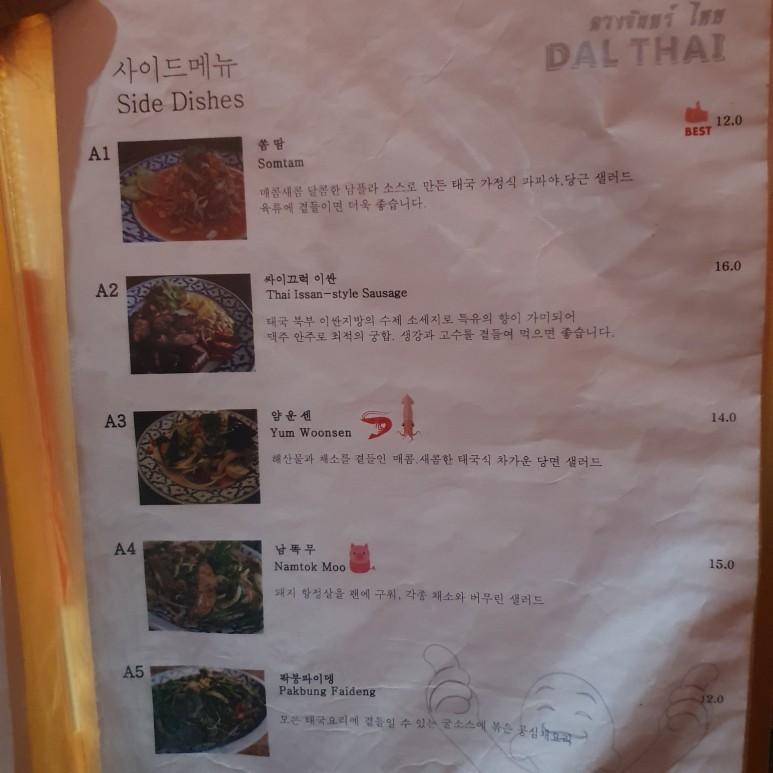 ดวงจันทร์ ไทย
DAL THAI
사이드메뉴
Side Dishes
A1
쏨 땀
Somtam
BEST 12.0
매콤새콤 달콤한 남플라 소스로 만든 태국 가정식 파파야,당근 샐러드
육류에 곁들이면 더욱 좋습니다.
A2
싸이끄럭 이싼
Thai Issan-style Sausage
16.0
태국 북부 이싼지방의 수제 소세지로 특유의 향이 가미되어
맥주 안주로 최적의 궁합. 생강과 고수를 곁들여 먹으면 좋습니다.
A3
얌 운 센
Yum Woonsen
14.0
해산물과 채소를 곁들인 매콤,새콤한 태국식 차가운 당면 샐러드
A4
남 똑 무
Namtok Moo
15.0
돼지 항정살을 팬에 구워, 각종 채소와 버무린 샐러드
A5
팍붕파이뎅
Pakbung Faideng
12.0
모든 태국요리에 곁들일 수 있는 굴소스에 볶은 공심채요리